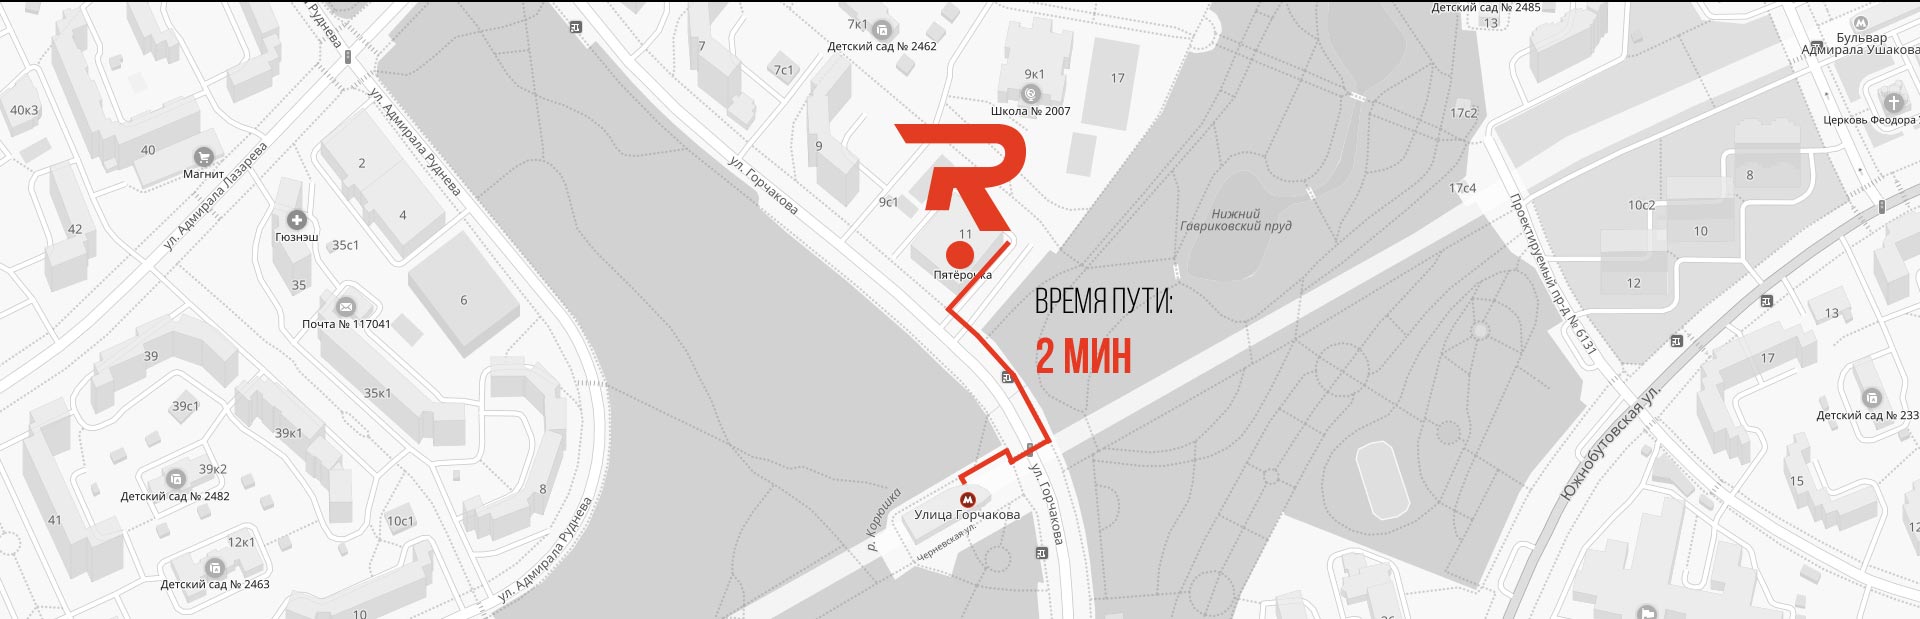 Руднева
7к1
Детский сад № 2462
7
7с1
9к1
Школа № 2007
17
Детский сад № 2485
13
Бульвар
Адмирала Ушакова
Церковь Феодора
17с2
17с4
40к3
40
Магнит
ул. Адмирала Лазарева
ул. Адмирала Руднева
2
4
42
Гюзнэш
35с1
35
6
Почта № 117041
ул. Горчакова
9
9с1
R
11
Пятёрочка
Нижний
Гавриковский пруд
ВРЕМЯ ПУТИ:
2 МИН
8
10с2
10
12
Проектируемый пр-д № 6131
13
17
Детский сад № 233
15
Южнобутовская ул.
39
35к1
39с1
39к1
39к2
Детский сад № 2482
41
8
10с1
12к1
Детский сад № 2463
10
ул. Адмирала Руднева
р. Корюшка
Улица Горчакова
Черневская ул.
ул. Горчакова